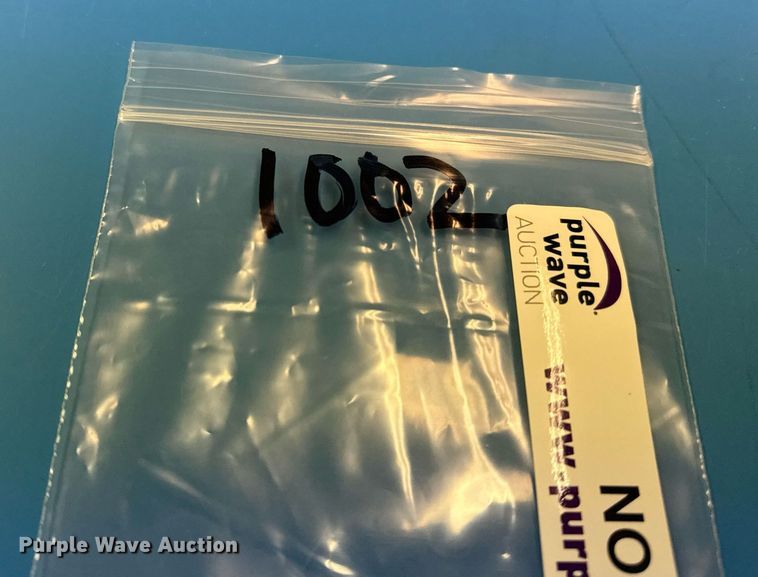 1002
purple
wave
AUCTION
www.purp
NO
Purple Wave Auction